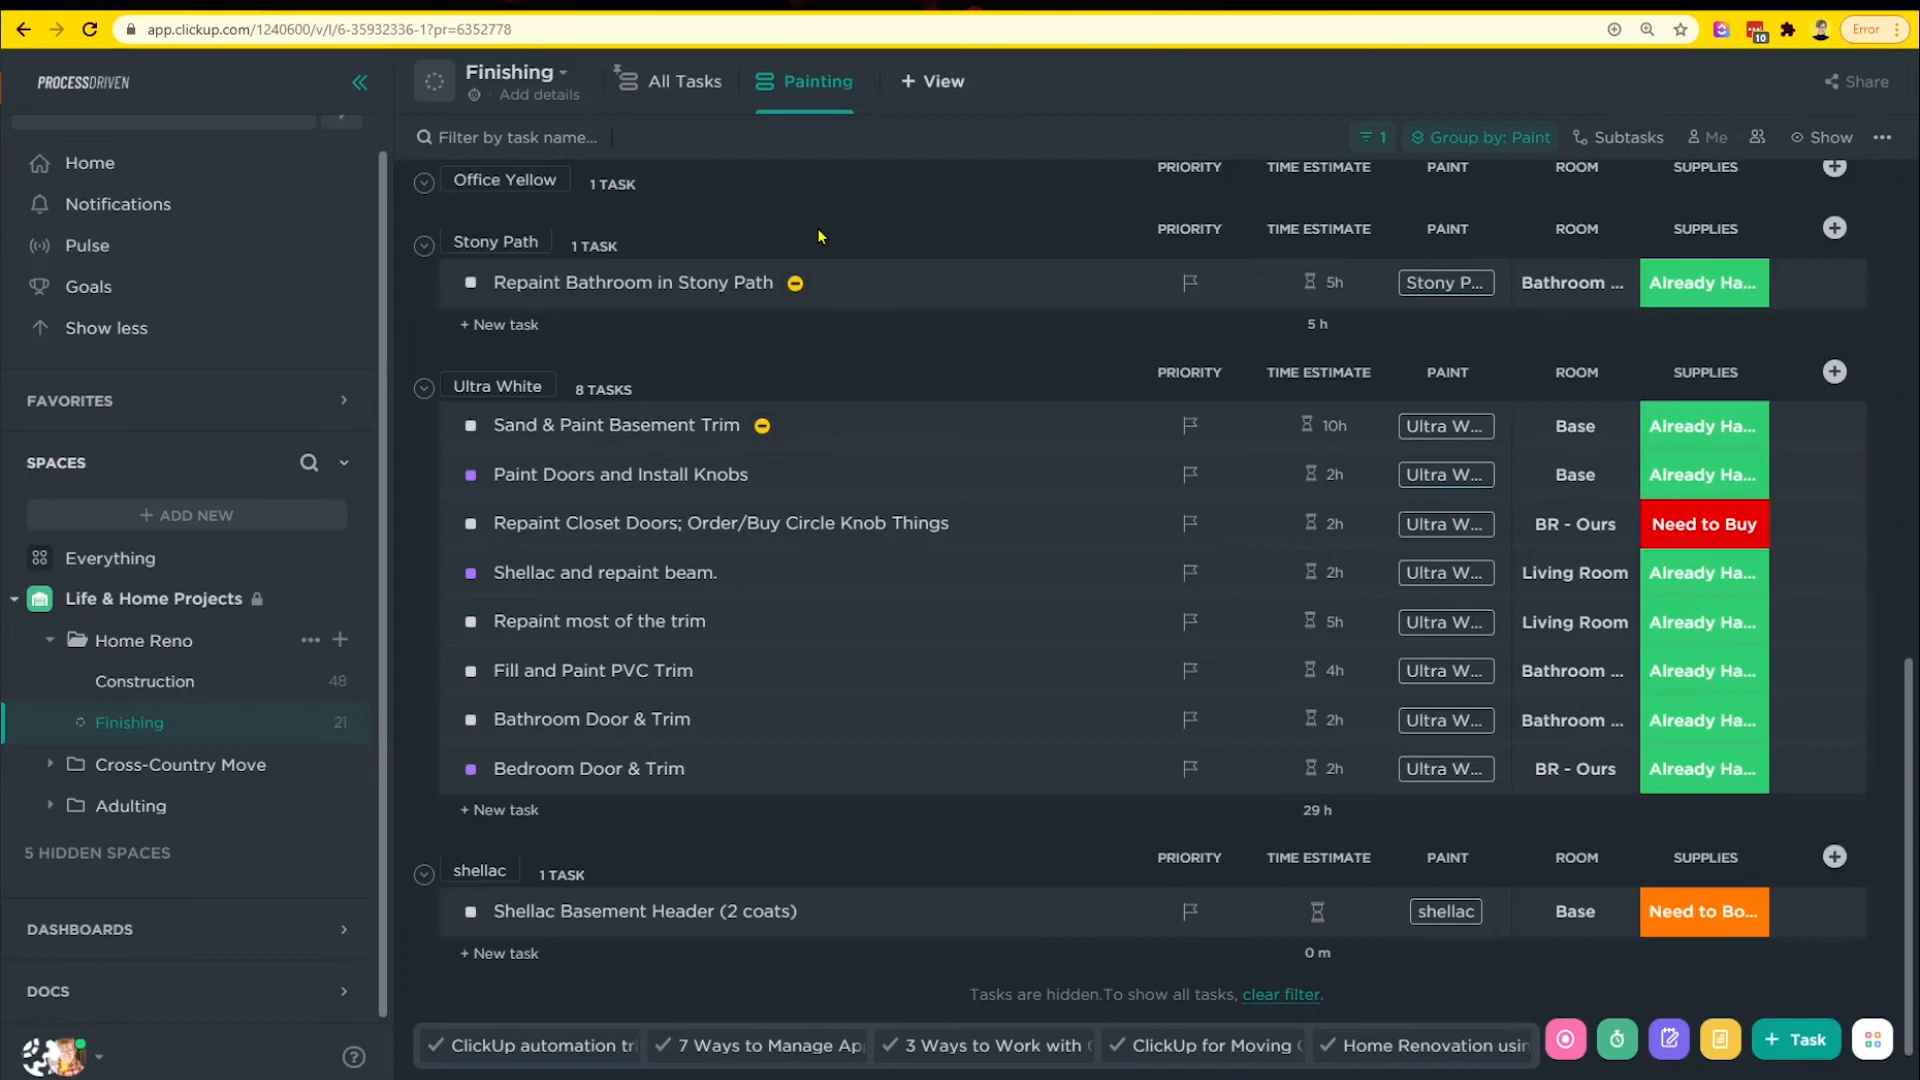 app.clickup.com/1240600/v/l/6-35932336-1?pr=6352778
10
Error
PROCESSDRIVEN
Finishing
Add details
All Tasks
Painting
+ View
Share
Filter by task name...
1
Group by: Paint
Subtasks
Me
Show
Home
Notifications
Pulse
Goals
Show less
FAVORITES
SPACES
+ ADD NEW
Everything
Life & Home Projects
Home Reno
Construction 48
Finishing 21
Cross-Country Move
Adulting
5 HIDDEN SPACES
DASHBOARDS
DOCS
Office Yellow 1 TASK PRIORITY TIME ESTIMATE PAINT ROOM SUPPLIES
Stony Path 1 TASK PRIORITY TIME ESTIMATE PAINT ROOM SUPPLIES
Repaint Bathroom in Stony Path 5h Stony P... Bathroom ... Already Ha...
+ New task 5 h
Ultra White 8 TASKS PRIORITY TIME ESTIMATE PAINT ROOM SUPPLIES
Sand & Paint Basement Trim 10h Ultra W... Base Already Ha...
Paint Doors and Install Knobs 2h Ultra W... Base Already Ha...
Repaint Closet Doors; Order/Buy Circle Knob Things 2h Ultra W... BR - Ours Need to Buy
Shellac and repaint beam. 2h Ultra W... Living Room Already Ha...
Repaint most of the trim 5h Ultra W... Living Room Already Ha...
Fill and Paint PVC Trim 4h Ultra W... Bathroom ... Already Ha...
Bathroom Door & Trim 2h Ultra W... Bathroom ... Already Ha...
Bedroom Door & Trim 2h Ultra W... BR - Ours Already Ha...
+ New task 29 h
shellac 1 TASK PRIORITY TIME ESTIMATE PAINT ROOM SUPPLIES
Shellac Basement Header (2 coats) shellac Base Need to Bo...
+ New task 0 m
Tasks are hidden.To show all tasks, clear filter.
ClickUp automation tri
7 Ways to Manage App
3 Ways to Work with
ClickUp for Moving
Home Renovation usin
+ Task